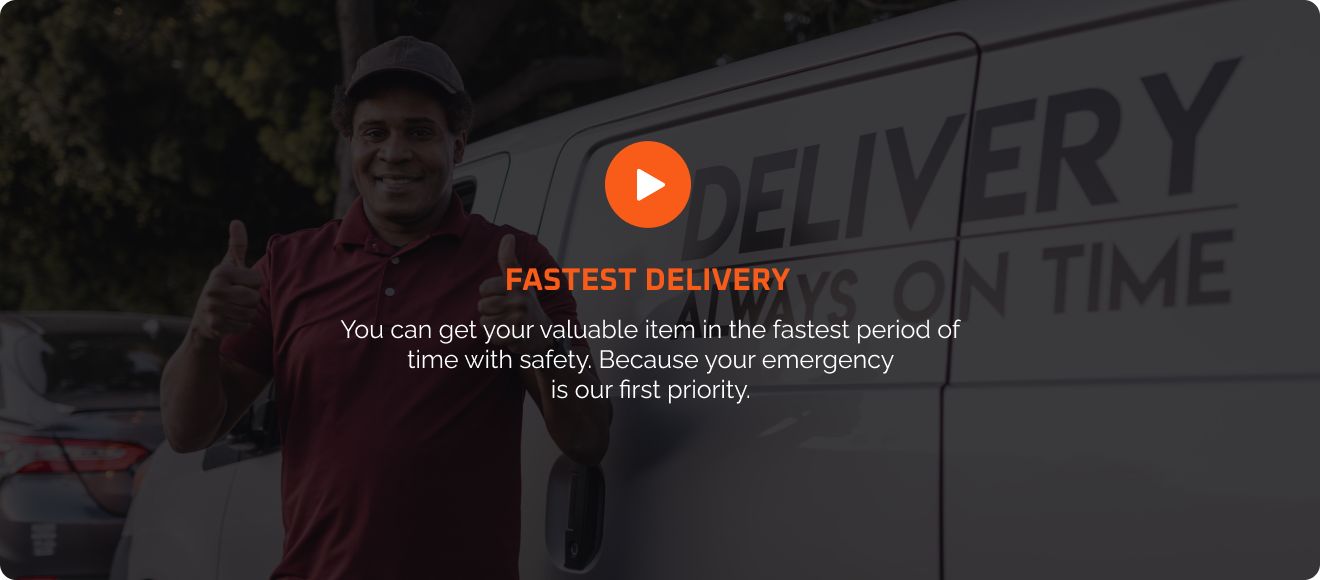 DELIVERY
ALWAYS ON TIME
FASTEST DELIVERY
You can get your valuable item in the fastest period of
time with safety. Because your emergency
is our first priority.